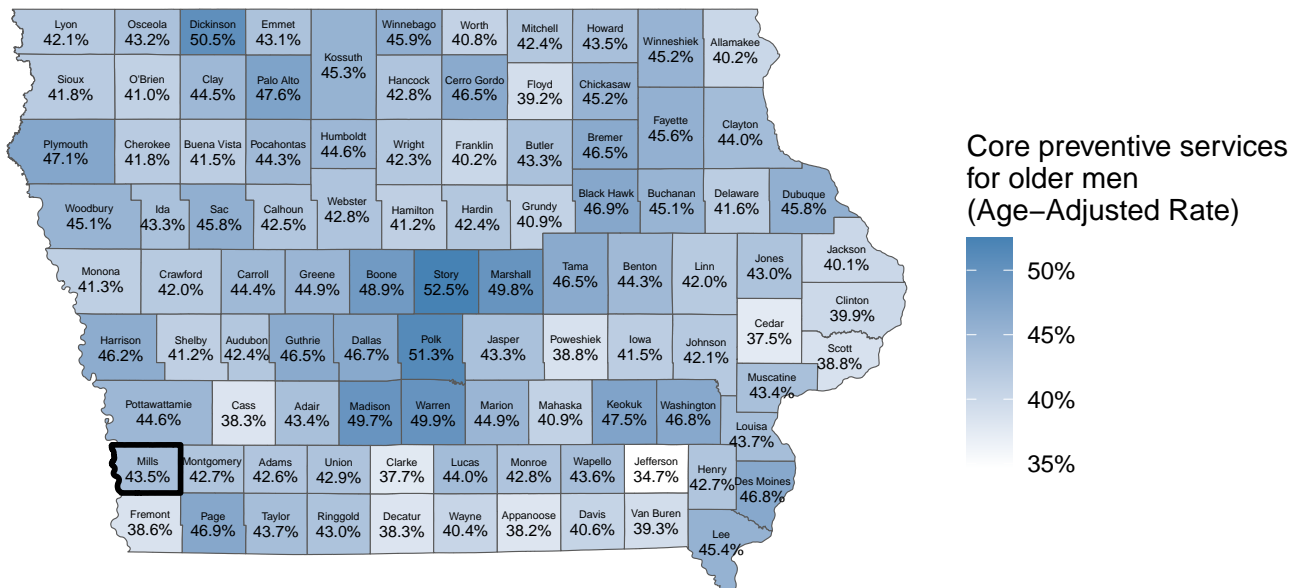 Lyon
42.1%
Osceola
43.2%
Dickinson
50.5%
Emmet
43.1%
Kossuth
45.3%
Winnebago
45.9%
Worth
40.8%
Mitchell
42.4%
Howard
43.5%
Winneshiek
45.2%
Allamakee
40.2%
Sioux
41.8%
O'Brien
41.0%
Clay
44.5%
Palo Alto
47.6%
Hancock
42.8%
Cerro Gordo
46.5%
Floyd
39.2%
Chickasaw
45.2%
Plymouth
47.1%
Cherokee
41.8%
Buena Vista
41.5%
Pocahontas
44.3%
Humboldt
44.6%
Wright
42.3%
Franklin
40.2%
Butler
43.3%
Bremer
46.5%
Fayette
45.6%
Clayton
44.0%
Woodbury
45.1%
Ida
43.3%
Sac
45.8%
Calhoun
42.5%
Webster
42.8%
Hamilton
41.2%
Hardin
42.4%
Grundy
40.9%
Black Hawk
46.9%
Buchanan
45.1%
Delaware
41.6%
Dubuque
45.8%
Monona
41.3%
Crawford
42.0%
Carroll
44.4%
Greene
44.9%
Boone
48.9%
Story
52.5%
Marshall
49.8%
Tama
46.5%
Benton
44.3%
Linn
42.0%
Jones
43.0%
Jackson
40.1%
Clinton
39.9%
Harrison
46.2%
Shelby
41.2%
Audubon
42.4%
Guthrie
46.5%
Dallas
46.7%
Polk
51.3%
Jasper
43.3%
Poweshiek
38.8%
Iowa
41.5%
Johnson
42.1%
Cedar
37.5%
Scott
38.8%
Muscatine
43.4%
Pottawattamie
44.6%
Cass
38.3%
Adair
43.4%
Madison
49.7%
Warren
49.9%
Marion
44.9%
Mahaska
40.9%
Keokuk
47.5%
Washington
46.8%
Louisa
43.7%
Mills
43.5%
Montgomery
42.7%
Adams
42.6%
Union
42.9%
Clarke
37.7%
Lucas
44.0%
Monroe
42.8%
Wapello
43.6%
Jefferson
34.7%
Henry
42.7%
Des Moines
46.8%
Fremont
38.6%
Page
46.9%
Taylor
43.7%
Ringgold
43.0%
Decatur
38.3%
Wayne
40.4%
Appanoose
38.2%
Davis
40.6%
Van Buren
39.3%
Lee
45.4%
Core preventive services
for older men
(Age−Adjusted Rate)
50%
45%
40%
35%